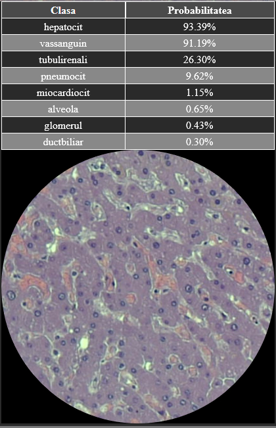 Clasa Probabilitatea
hepatocit 93.39%
vassanguin 91.19%
tubulirenali 26.30%
pneumocit 9.62%
miocardiocit 1.15%
alveola 0.65%
glomerul 0.43%
ductbiliar 0.30%